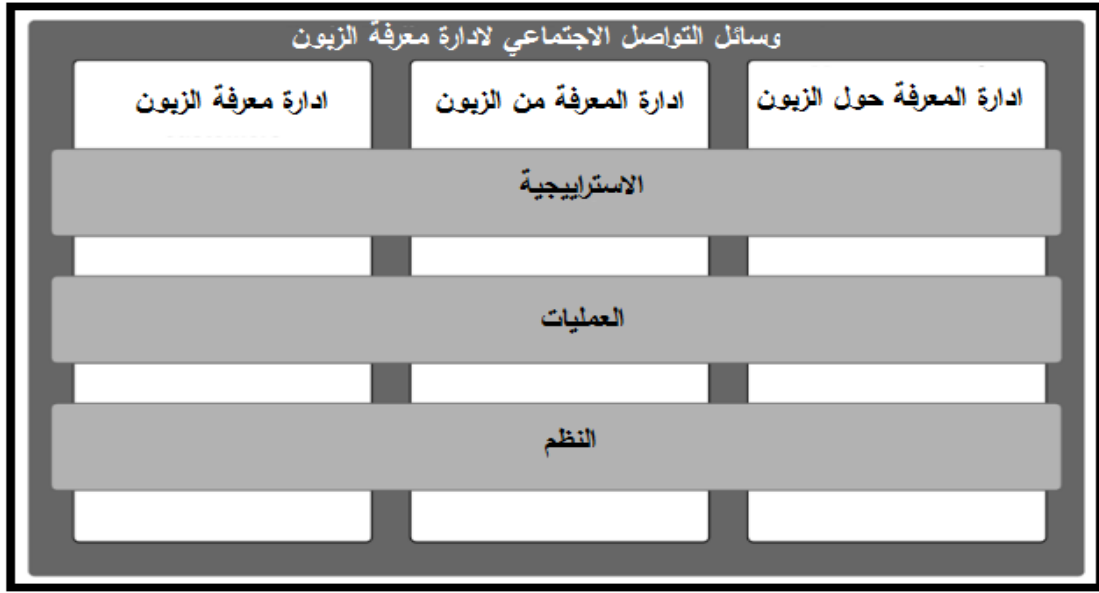 وسائل التواصل الاجتماعي لادارة معرفة الزبون
ادارة المعرفة حول الزبون
ادارة المعرفة من الزبون
ادارة معرفة الزبون
الاستراييجية
العمليات
النظم